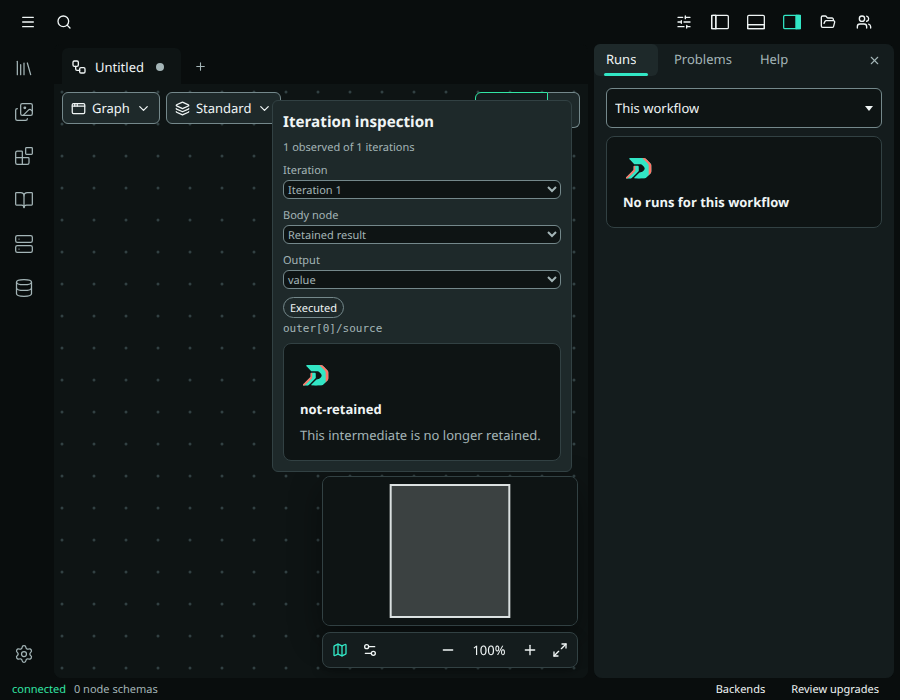 Untitled
Graph
Standard
Iteration inspection
1 observed of 1 iterations
Iteration
Iteration 1
Body node
Retained result
Output
value
Executed
outer[0]/source
not-retained
This intermediate is no longer retained.
100%
Runs Problems Help
This workflow
No runs for this workflow
connected 0 node schemas
Backends Review upgrades